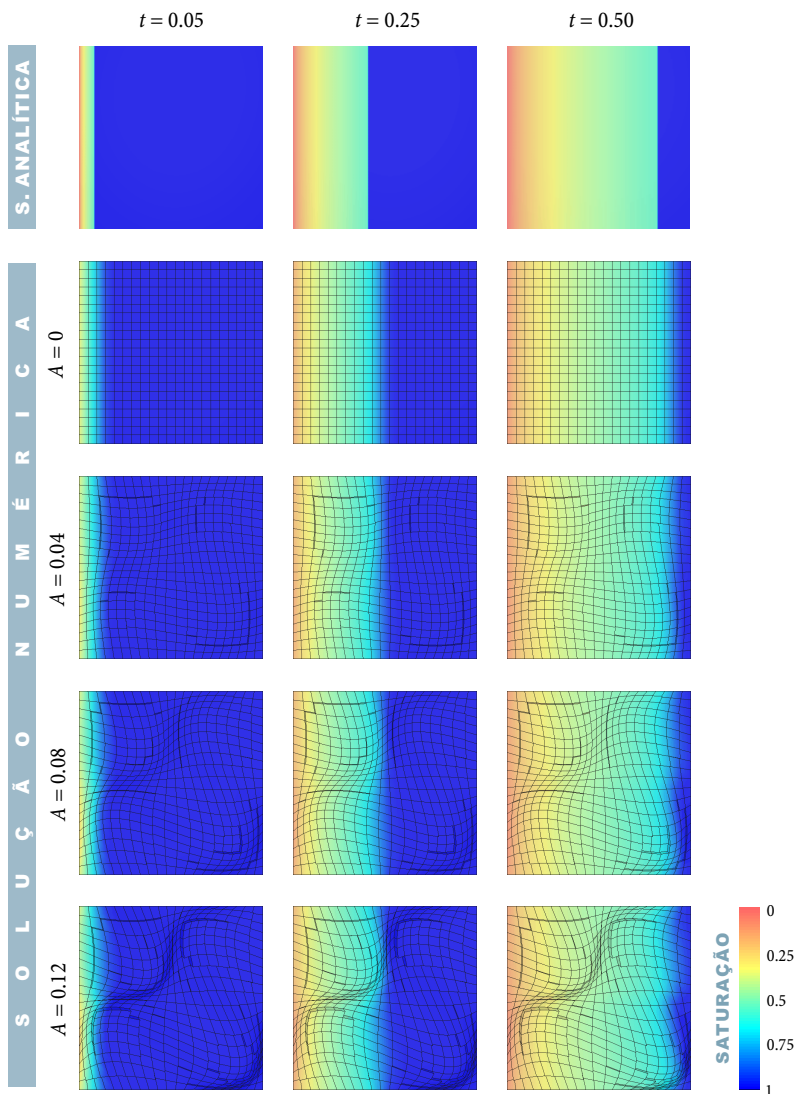 t = 0.05
t = 0.25
t = 0.50
S. ANALÍTICA
SOLUÇÃO NUMÉRICA
A = 0
A = 0.04
A = 0.08
A = 0.12
SATURAÇÃO
0
0.25
0.5
0.75
1